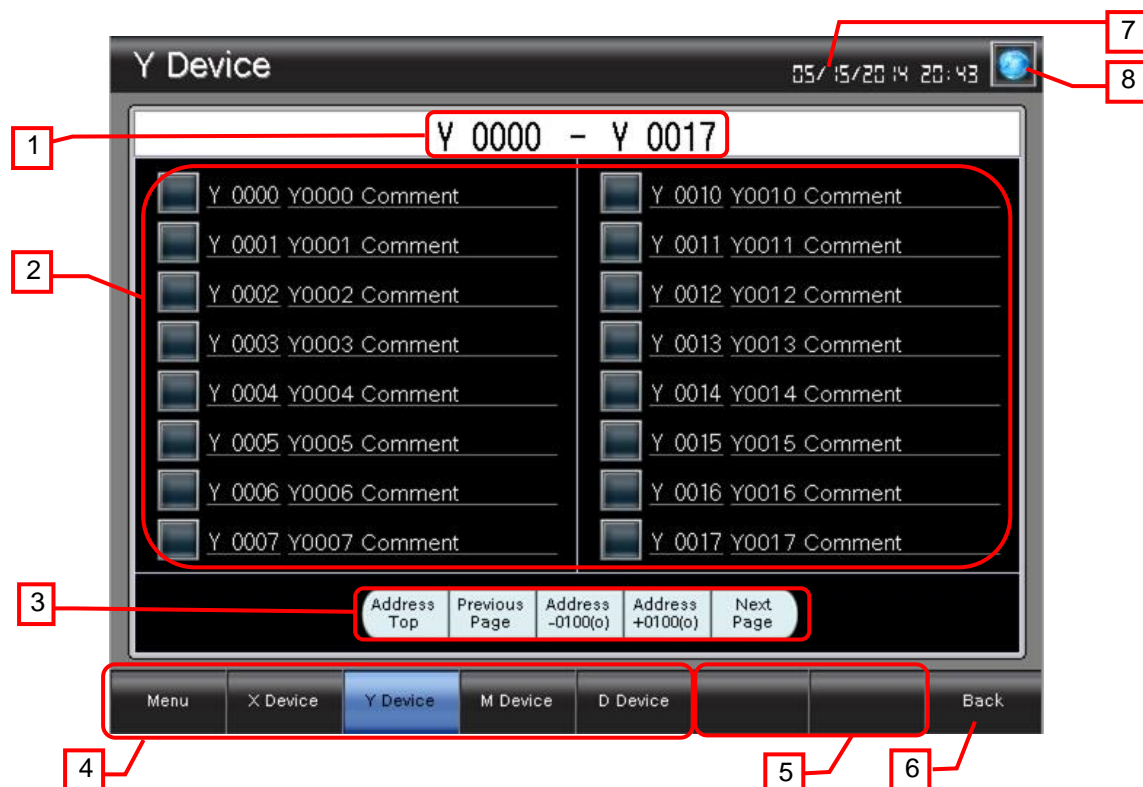 7
Y Device
05/15/2014 20:43
8
1
Y 0000 - Y 0017
Y 0000 Y0000 Comment
Y 0010 Y0010 Comment
Y 0001 Y0001 Comment
Y 0011 Y0011 Comment
2
Y 0002 Y0002 Comment
Y 0012 Y0012 Comment
Y 0003 Y0003 Comment
Y 0013 Y0013 Comment
Y 0004 Y0004 Comment
Y 0014 Y0014 Comment
Y 0005 Y0005 Comment
Y 0015 Y0015 Comment
Y 0006 Y0006 Comment
Y 0016 Y0016 Comment
Y 0007 Y0007 Comment
Y 0017 Y0017 Comment
3
Address Top
Previous Page
Address -0100(o)
Address +0100(o)
Next Page
Menu
X Device
Y Device
M Device
D Device
Back
4
5
6